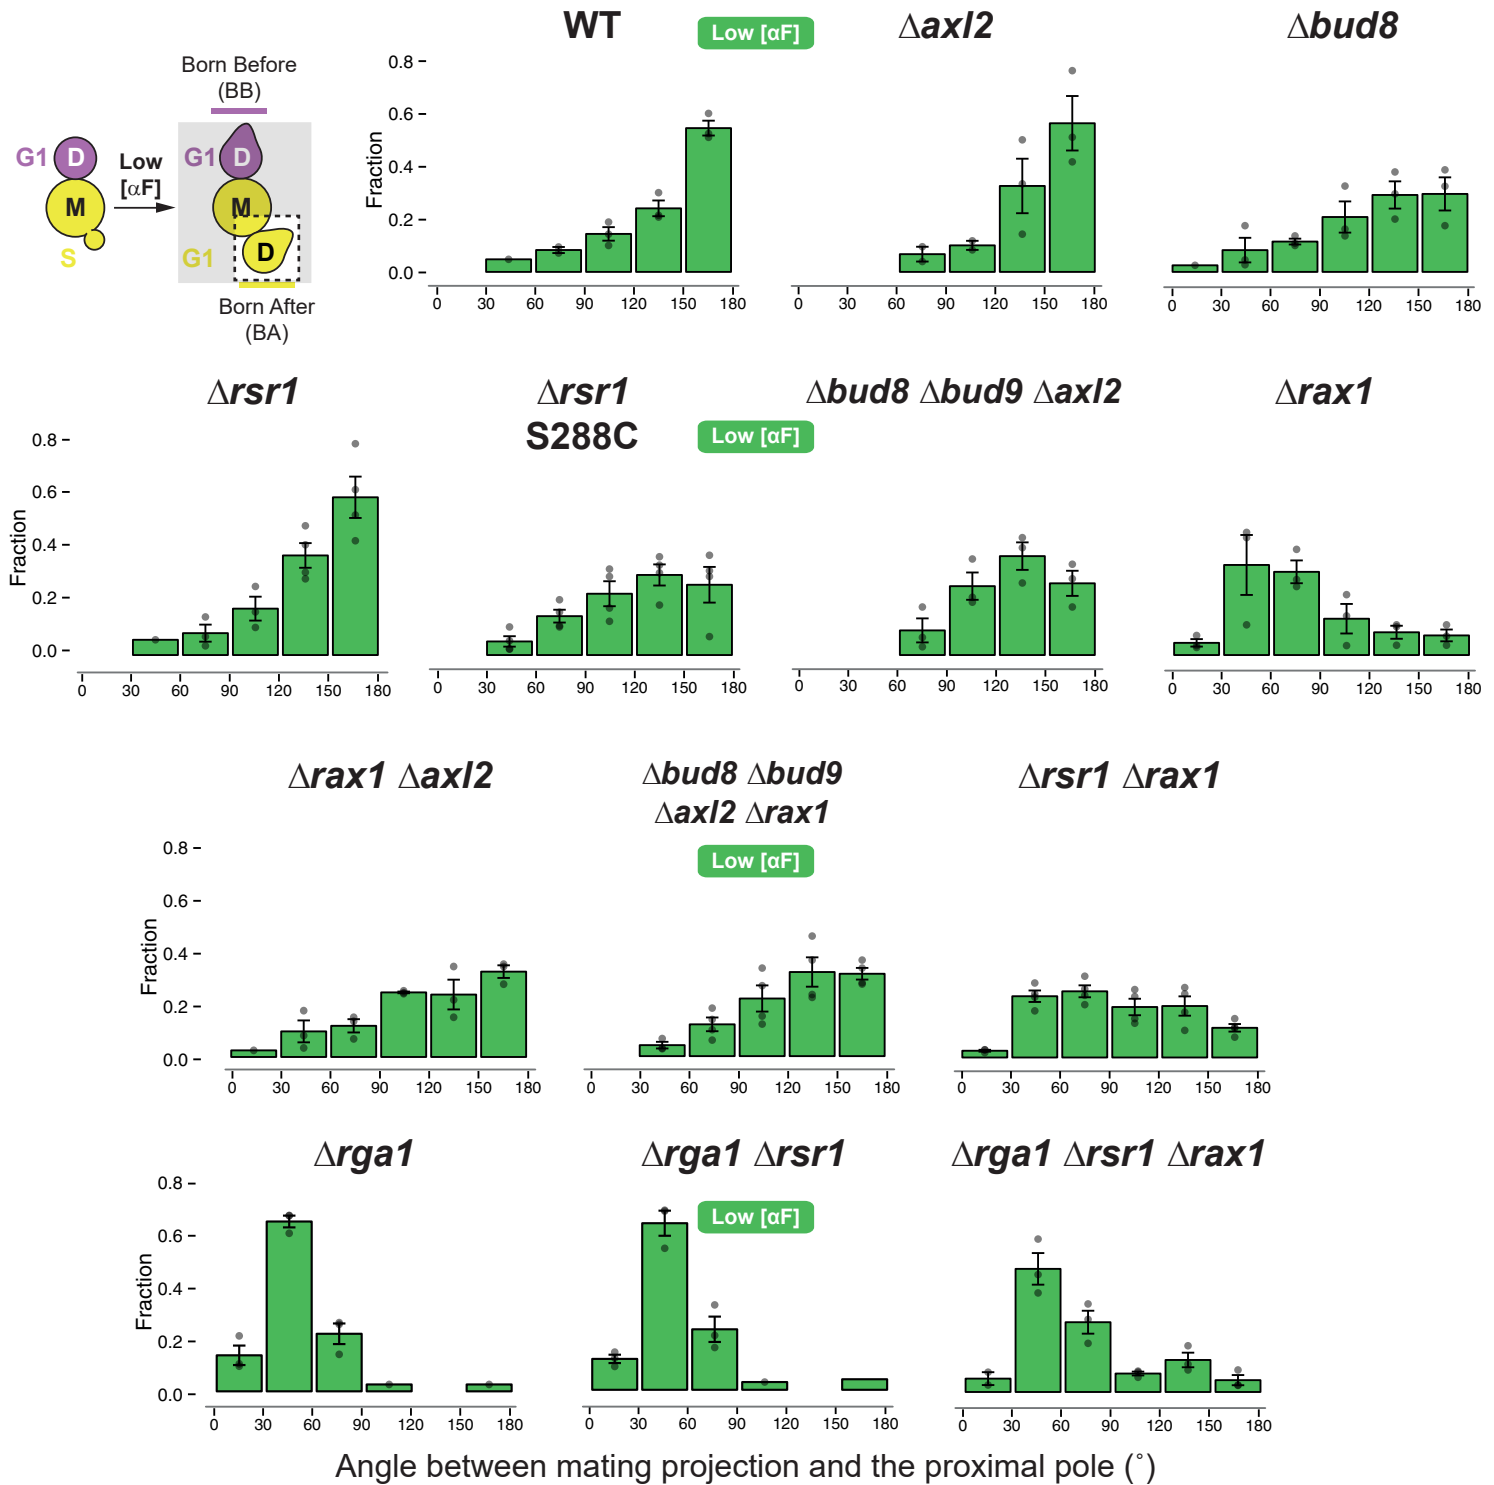 WT
Low [αF]
Δaxl2
Δbud8
Born Before
(BB)
G1 D
M
S
Low
[αF]
G1 D
M
G1
D
Born After
(BA)
Fraction
0.8
0.6
0.4
0.2
0.0
0 30 60 90 120 150 180
0 30 60 90 120 150 180
0 30 60 90 120 150 180
Δrsr1
Δrsr1
S288C
Low [αF]
Δbud8 Δbud9 Δaxl2
Δrax1
Fraction
0.8
0.6
0.4
0.2
0.0
0 30 60 90 120 150 180
0 30 60 90 120 150 180
0 30 60 90 120 150 180
0 30 60 90 120 150 180
Δrax1 Δaxl2
Δbud8 Δbud9
Δaxl2 Δrax1
Low [αF]
Δrsr1 Δrax1
Fraction
0.8
0.6
0.4
0.2
0.0
0 30 60 90 120 150 180
0 30 60 90 120 150 180
0 30 60 90 120 150 180
Δrga1
Δrga1 Δrsr1
Low [αF]
Δrga1 Δrsr1 Δrax1
Fraction
0.8
0.6
0.4
0.2
0.0
0 30 60 90 120 150 180
0 30 60 90 120 150 180
0 30 60 90 120 150 180
Angle between mating projection and the proximal pole (˚)